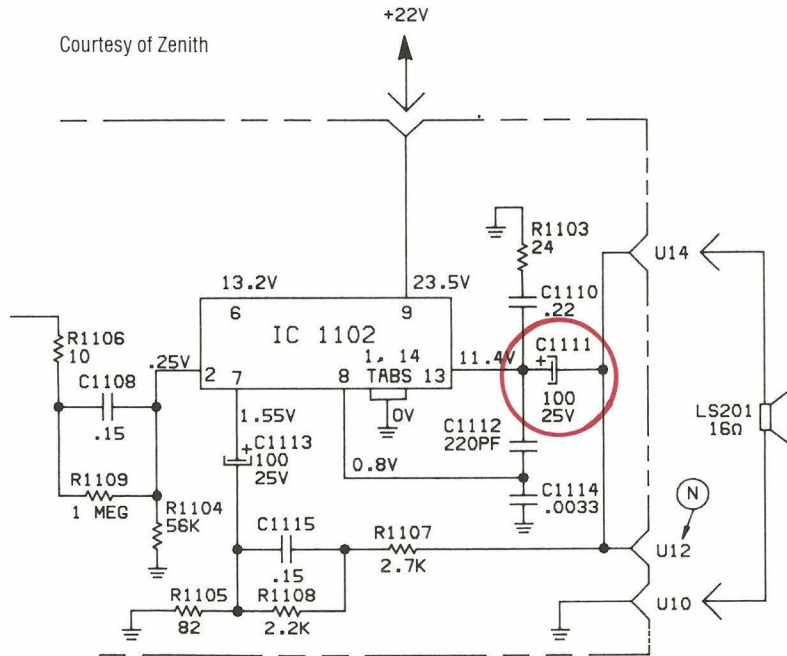 +22V
Courtesy of Zenith
R1103
24
U14
13.2V
23.5V
6
9
C1110
.22
IC 1102
R1106
10
.25V
1, 14
11.4V
+
C1111
C1108
2
7
8
TABS
13
100
25V
LS201
16Ω
.15
1.55V
0V
C1112
220PF
+
C1113
100
25V
0.8V
R1109
1 MEG
R1104
56K
C1114
.0033
N
C1115
R1107
U12
.15
2.7K
R1105
82
R1108
2.2K
U10